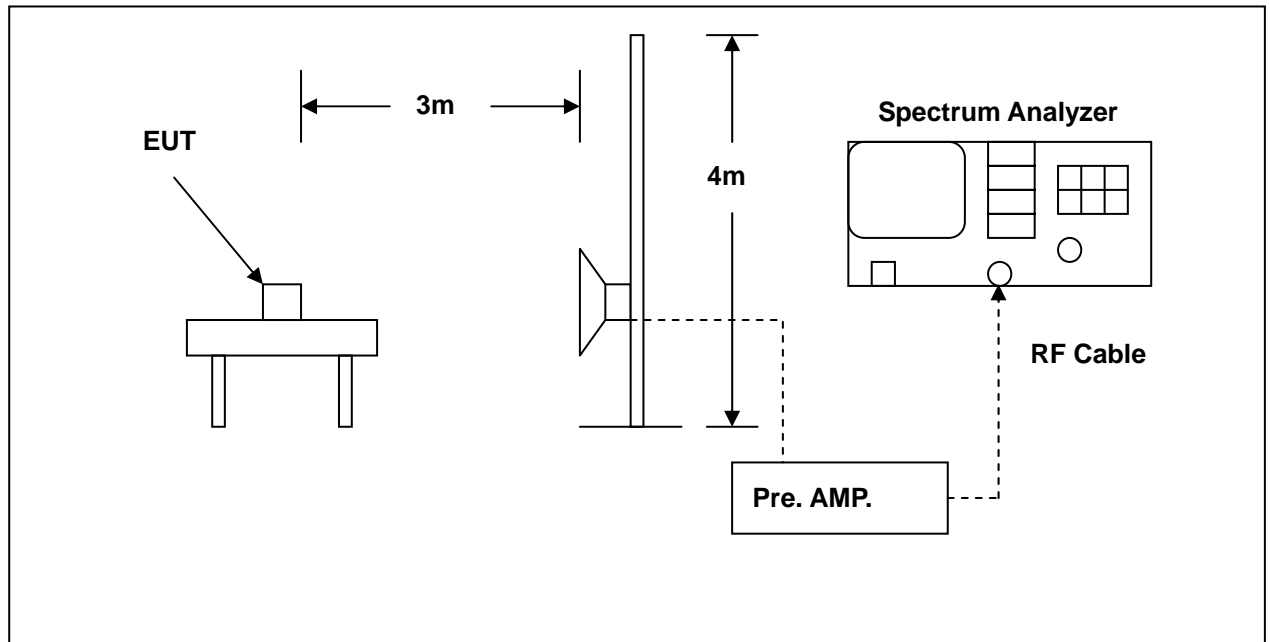 3m
Spectrum Analyzer
EUT
4m
RF Cable
Pre. AMP.